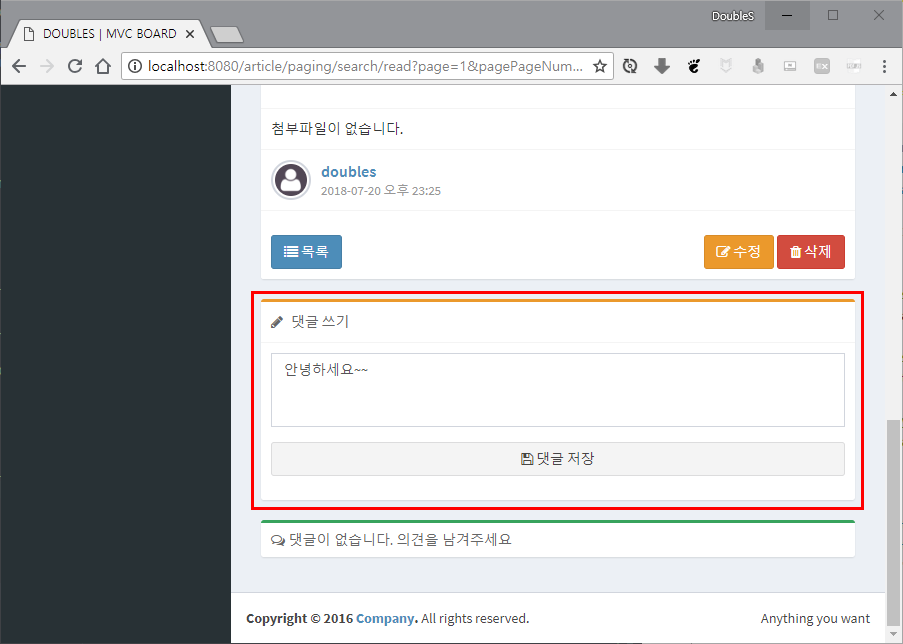 DoubleS
DOUBLES | MVC BOARD
localhost:8080/article/paging/search/read?page=1&pagePageNum...
첨부파일이 없습니다.
doubles
2018-07-20 오후 23:25
목록 수정 삭제
댓글 쓰기
안녕하세요~~
댓글 저장
댓글이 없습니다. 의견을 남겨주세요
Copyright © 2016 Company. All rights reserved. Anything you want